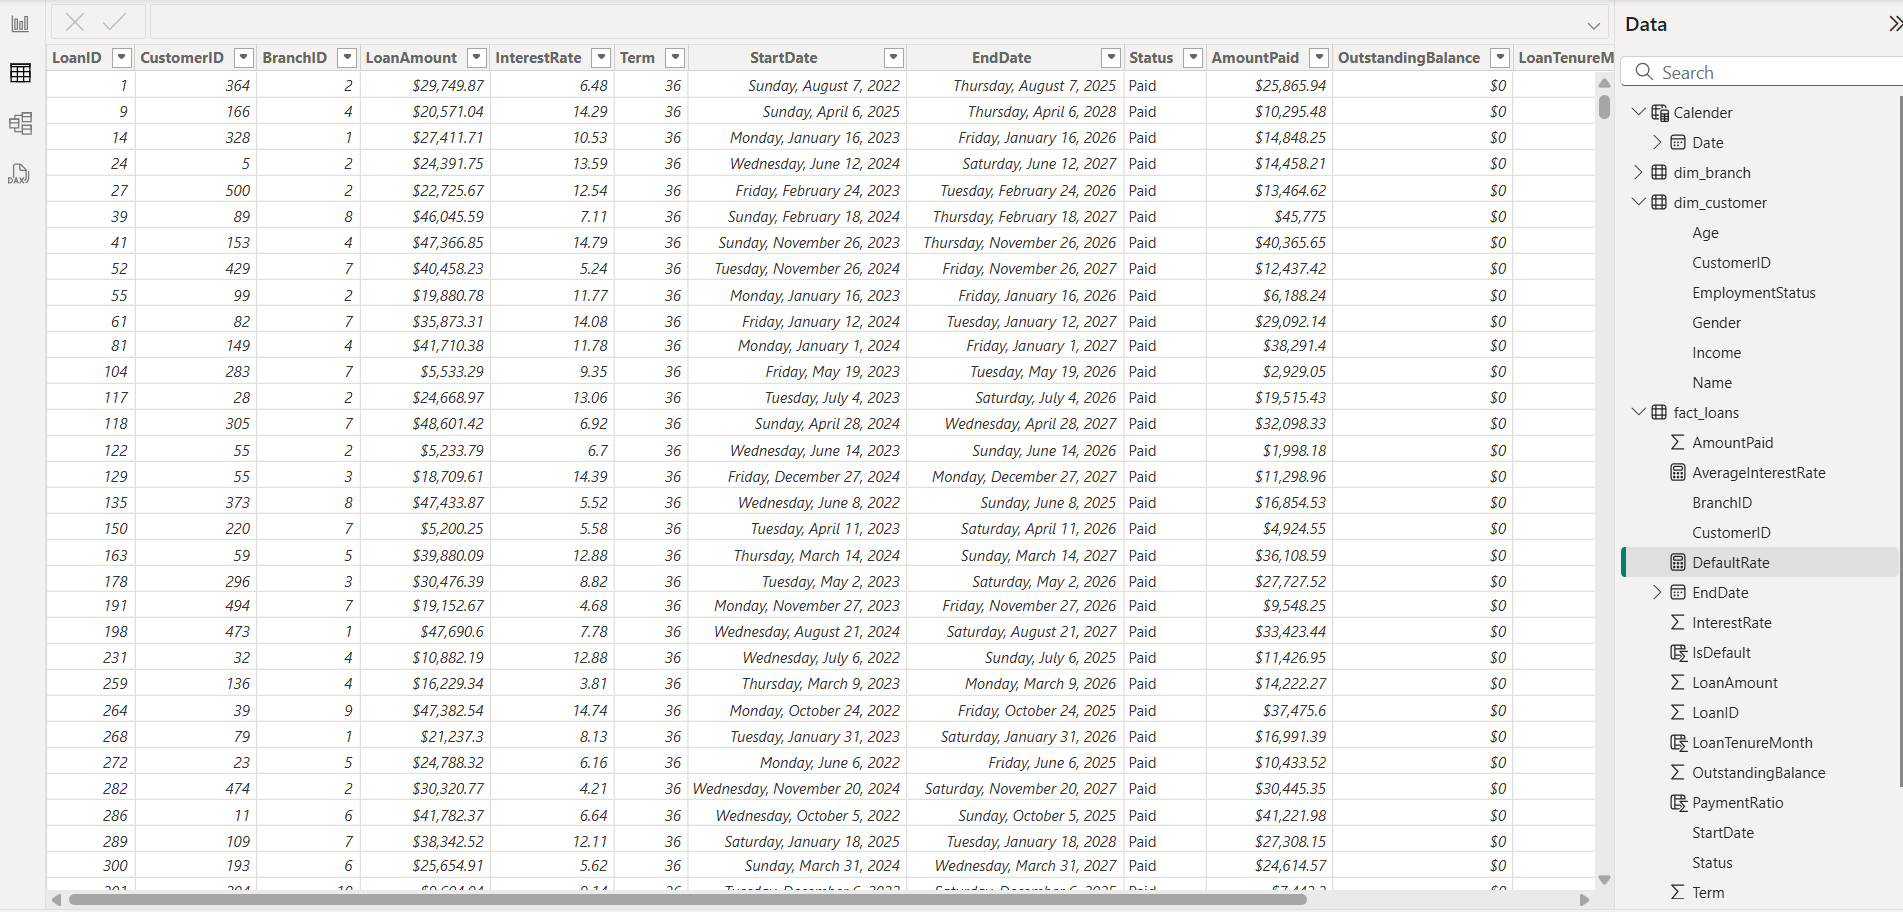 LoanID CustomerID BranchID LoanAmount InterestRate Term StartDate EndDate Status AmountPaid OutstandingBalance LoanTenureM
1 364 2 $29,749.87 6.48 36 Sunday, August 7, 2022 Thursday, August 7, 2025 Paid $25,865.94 $0
9 166 4 $20,571.04 14.29 36 Sunday, April 6, 2025 Thursday, April 6, 2028 Paid $10,295.48 $0
14 328 1 $27,411.71 10.53 36 Monday, January 16, 2023 Friday, January 16, 2026 Paid $14,848.25 $0
24 5 2 $24,391.75 13.59 36 Wednesday, June 12, 2024 Saturday, June 12, 2027 Paid $14,458.21 $0
27 500 2 $22,725.67 12.54 36 Friday, February 24, 2023 Tuesday, February 24, 2026 Paid $13,464.62 $0
39 89 8 $46,045.59 7.11 36 Sunday, February 18, 2024 Thursday, February 18, 2027 Paid $45,775 $0
41 153 4 $47,366.85 14.79 36 Sunday, November 26, 2023 Thursday, November 26, 2026 Paid $40,365.65 $0
52 429 7 $40,458.23 5.24 36 Tuesday, November 26, 2024 Friday, November 26, 2027 Paid $12,437.42 $0
55 99 2 $19,880.78 11.77 36 Monday, January 16, 2023 Friday, January 16, 2026 Paid $6,188.24 $0
61 82 7 $35,873.31 14.08 36 Friday, January 12, 2024 Tuesday, January 12, 2027 Paid $29,092.14 $0
81 149 4 $41,710.38 11.78 36 Monday, January 1, 2024 Friday, January 1, 2027 Paid $38,291.4 $0
104 283 7 $5,533.29 9.35 36 Friday, May 19, 2023 Tuesday, May 19, 2026 Paid $2,929.05 $0
117 28 2 $24,668.97 13.06 36 Tuesday, July 4, 2023 Saturday, July 4, 2026 Paid $19,515.43 $0
118 305 7 $48,601.42 6.92 36 Sunday, April 28, 2024 Wednesday, April 28, 2027 Paid $32,098.33 $0
122 55 2 $5,233.79 6.7 36 Wednesday, June 14, 2023 Sunday, June 14, 2026 Paid $1,998.18 $0
129 55 3 $18,709.61 14.39 36 Friday, December 27, 2024 Monday, December 27, 2027 Paid $11,298.96 $0
135 373 8 $47,433.87 5.52 36 Wednesday, June 8, 2022 Sunday, June 8, 2025 Paid $16,854.53 $0
150 220 7 $5,200.25 5.58 36 Tuesday, April 11, 2023 Saturday, April 11, 2026 Paid $4,924.55 $0
163 59 5 $39,880.09 12.88 36 Thursday, March 14, 2024 Sunday, March 14, 2027 Paid $36,108.59 $0
178 296 3 $30,476.39 8.82 36 Tuesday, May 2, 2023 Saturday, May 2, 2026 Paid $27,727.52 $0
191 494 7 $19,152.67 4.68 36 Monday, November 27, 2023 Friday, November 27, 2026 Paid $9,548.25 $0
198 473 1 $47,690.6 7.78 36 Wednesday, August 21, 2024 Saturday, August 21, 2027 Paid $33,423.44 $0
231 32 4 $10,882.19 12.88 36 Wednesday, July 6, 2022 Sunday, July 6, 2025 Paid $11,426.95 $0
259 136 4 $16,229.34 3.81 36 Thursday, March 9, 2023 Monday, March 9, 2026 Paid $14,222.27 $0
264 39 9 $47,382.54 14.74 36 Monday, October 24, 2022 Friday, October 24, 2025 Paid $37,475.6 $0
268 79 1 $21,237.3 8.13 36 Tuesday, January 31, 2023 Saturday, January 31, 2026 Paid $16,991.39 $0
272 23 5 $24,788.32 6.16 36 Monday, June 6, 2022 Friday, June 6, 2025 Paid $10,433.52 $0
282 474 2 $30,320.77 4.21 36 Wednesday, November 20, 2024 Saturday, November 20, 2027 Paid $30,445.35 $0
286 11 6 $41,782.37 6.64 36 Wednesday, October 5, 2022 Sunday, October 5, 2025 Paid $41,221.98 $0
289 109 7 $38,342.52 12.11 36 Saturday, January 18, 2025 Tuesday, January 18, 2028 Paid $27,308.15 $0
300 193 6 $25,654.91 5.62 36 Sunday, March 31, 2024 Wednesday, March 31, 2027 Paid $24,614.57 $0
DAX
Data
Search
Calender
Date
dim_branch
dim_customer
Age
CustomerID
EmploymentStatus
Gender
Income
Name
fact_loans
AmountPaid
AverageInterestRate
BranchID
CustomerID
DefaultRate
EndDate
InterestRate
IsDefault
LoanAmount
LoanID
LoanTenureMonth
OutstandingBalance
PaymentRatio
StartDate
Status
Term